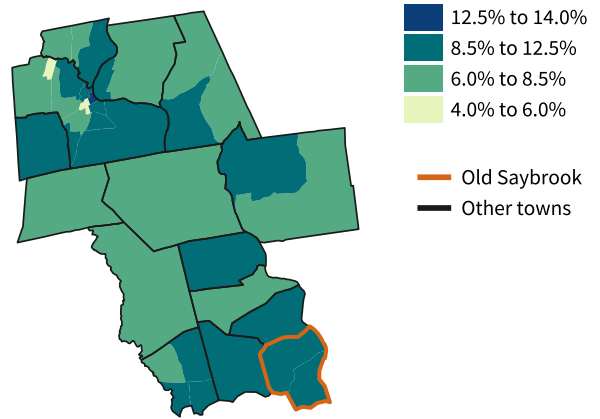 12.5% to 14.0%
8.5% to 12.5%
6.0% to 8.5%
4.0% to 6.0%
Old Saybrook
Other towns